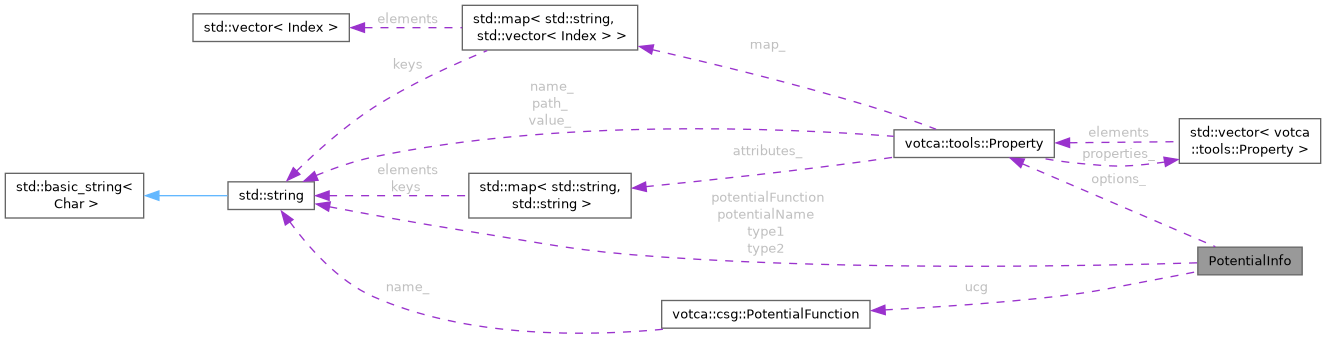 std::vector< Index >
elements
std::map< std::string,
std::vector< Index > >
map_
keys
name_
path_
value_
votca::tools::Property
elements
properties_
options_
std::vector< votca
::tools::Property >
attributes_
std::basic_string<
Char >
std::string
elements
keys
std::map< std::string,
std::string >
potentialFunction
potentialName
type1
type2
PotentialInfo
name_
votca::csg::PotentialFunction
ucg